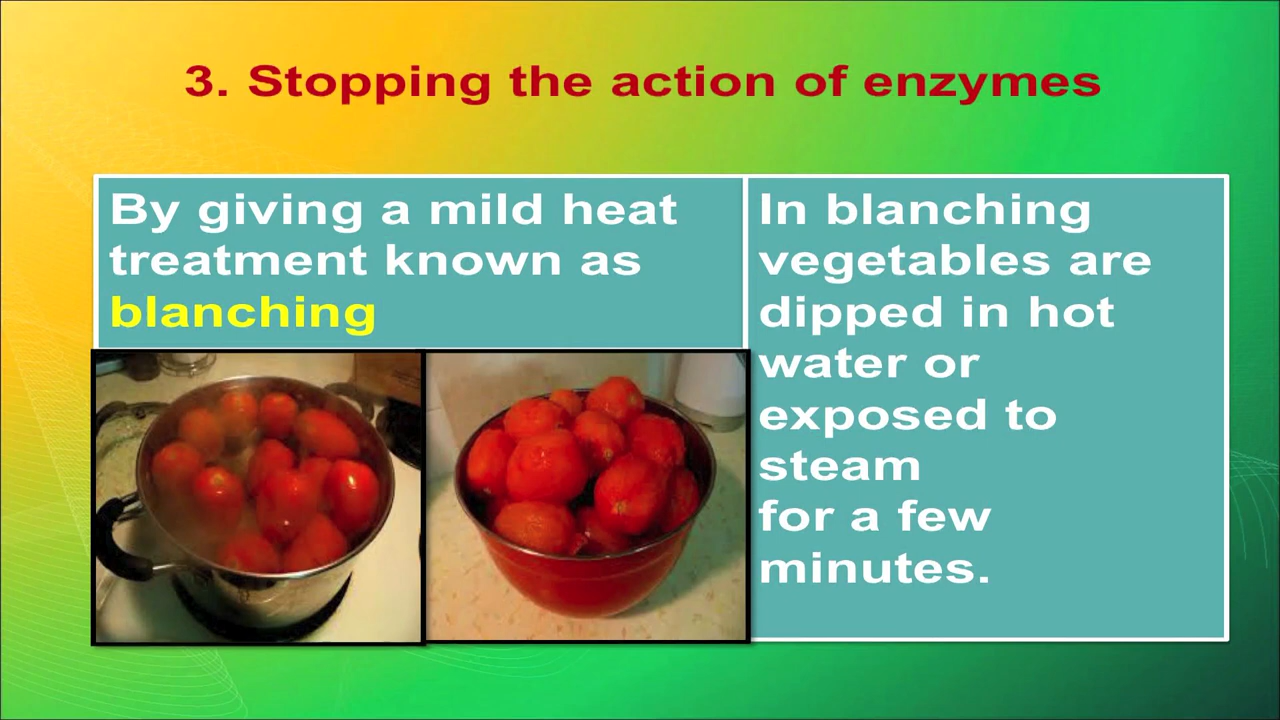 3. Stopping the action of enzymes
By giving a mild heat
treatment known as
blanching
In blanching
vegetables are
dipped in hot
water or
exposed to
steam
for a few
minutes.